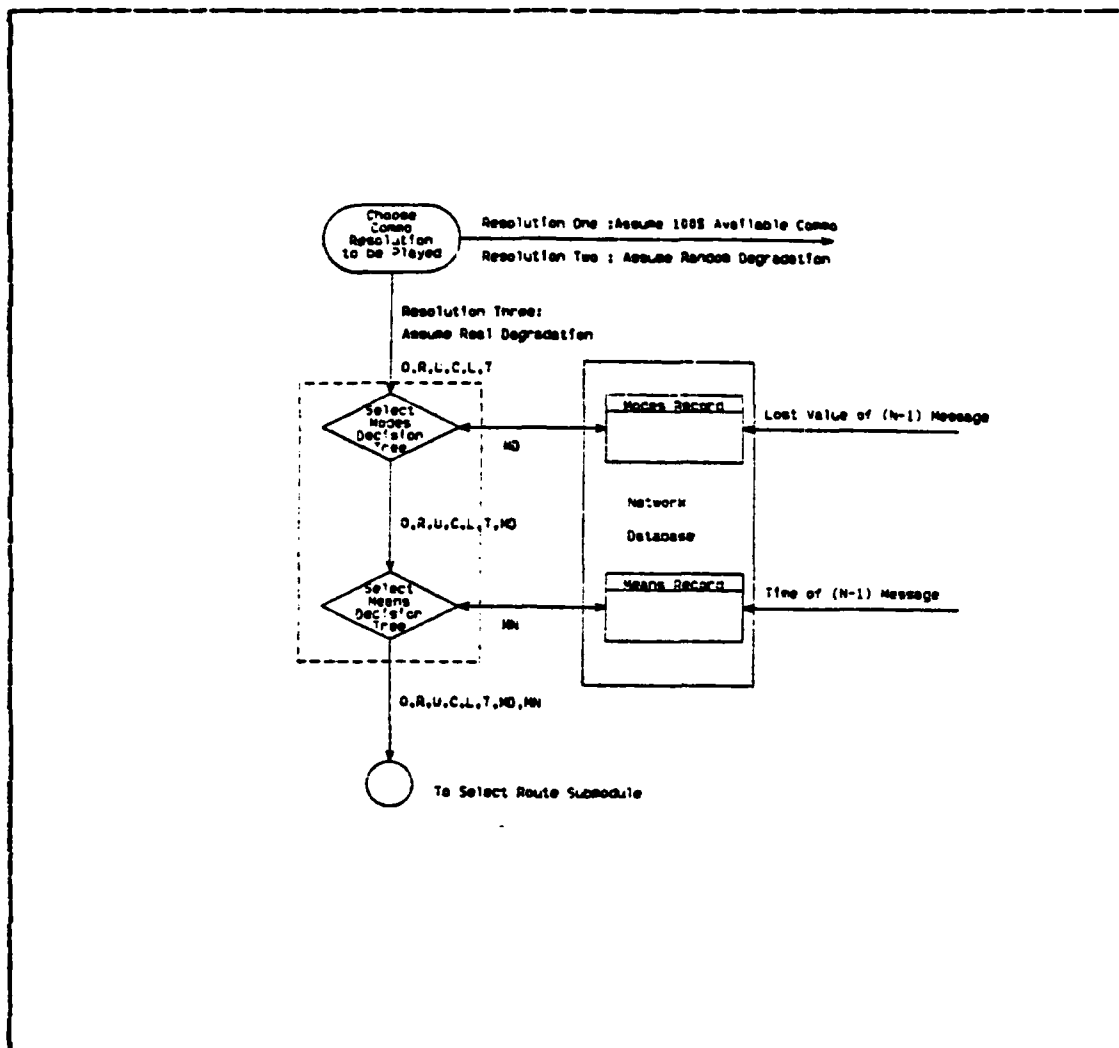 Choose
Commo
Resolution
to be Played
Resolution One :Assume 100% Available Commo
Resolution Two : Assume Random Degradation
Resolution Three:
Assume Real Degradation
O,R,U,C,L,T
Select
Modes
Decision
Tree
MD
Modes Record
Lost Value of (N-1) Message
Network
Database
O,R,U,C,L,T,MD
Select
Means
Decision
Tree
MN
Means Record
Time of (N-1) Message
O,R,U,C,L,T,MD,MN
To Select Route Submodule